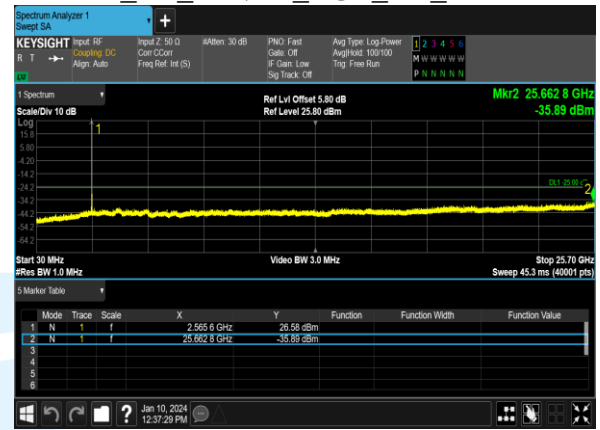 Spectrum Analyzer 1
Swept SA
+
KEYSIGHT Input: RF Input Z: 50 Ω #Atten: 30 dB PNO: Fast Avg Type: Log-Power 1 2 3 4 5 6
R T Coupling: DC Corr CCorr Gate: Off Avg|Hold: 100/100 M W W W W W
Align: Auto Freq Ref: Int (S) IF Gain: Low Trig: Free Run
Sig Track: Off P N N N N N
1 Spectrum Ref Lvl Offset 5.80 dB Mkr2 25.662 8 GHz
Scale/Div 10 dB Ref Level 25.80 dBm -35.89 dBm
Log
15.8
5.80
-4.20
-14.2
-24.2
-34.2
-44.2
-54.2
-64.2
1
2
Start 30 MHz Video BW 3.0 MHz Stop 25.70 GHz
#Res BW 1.0 MHz Sweep 45.3 ms (40001 pts)
5 Marker Table
Mode Trace Scale X Y Function Function Width Function Value
1 N 1 f 2.565 6 GHz 26.58 dBm
2 N 1 f 25.662 8 GHz -35.89 dBm
3
4
5
6
? Jan 10, 2024
12:37:29 PM